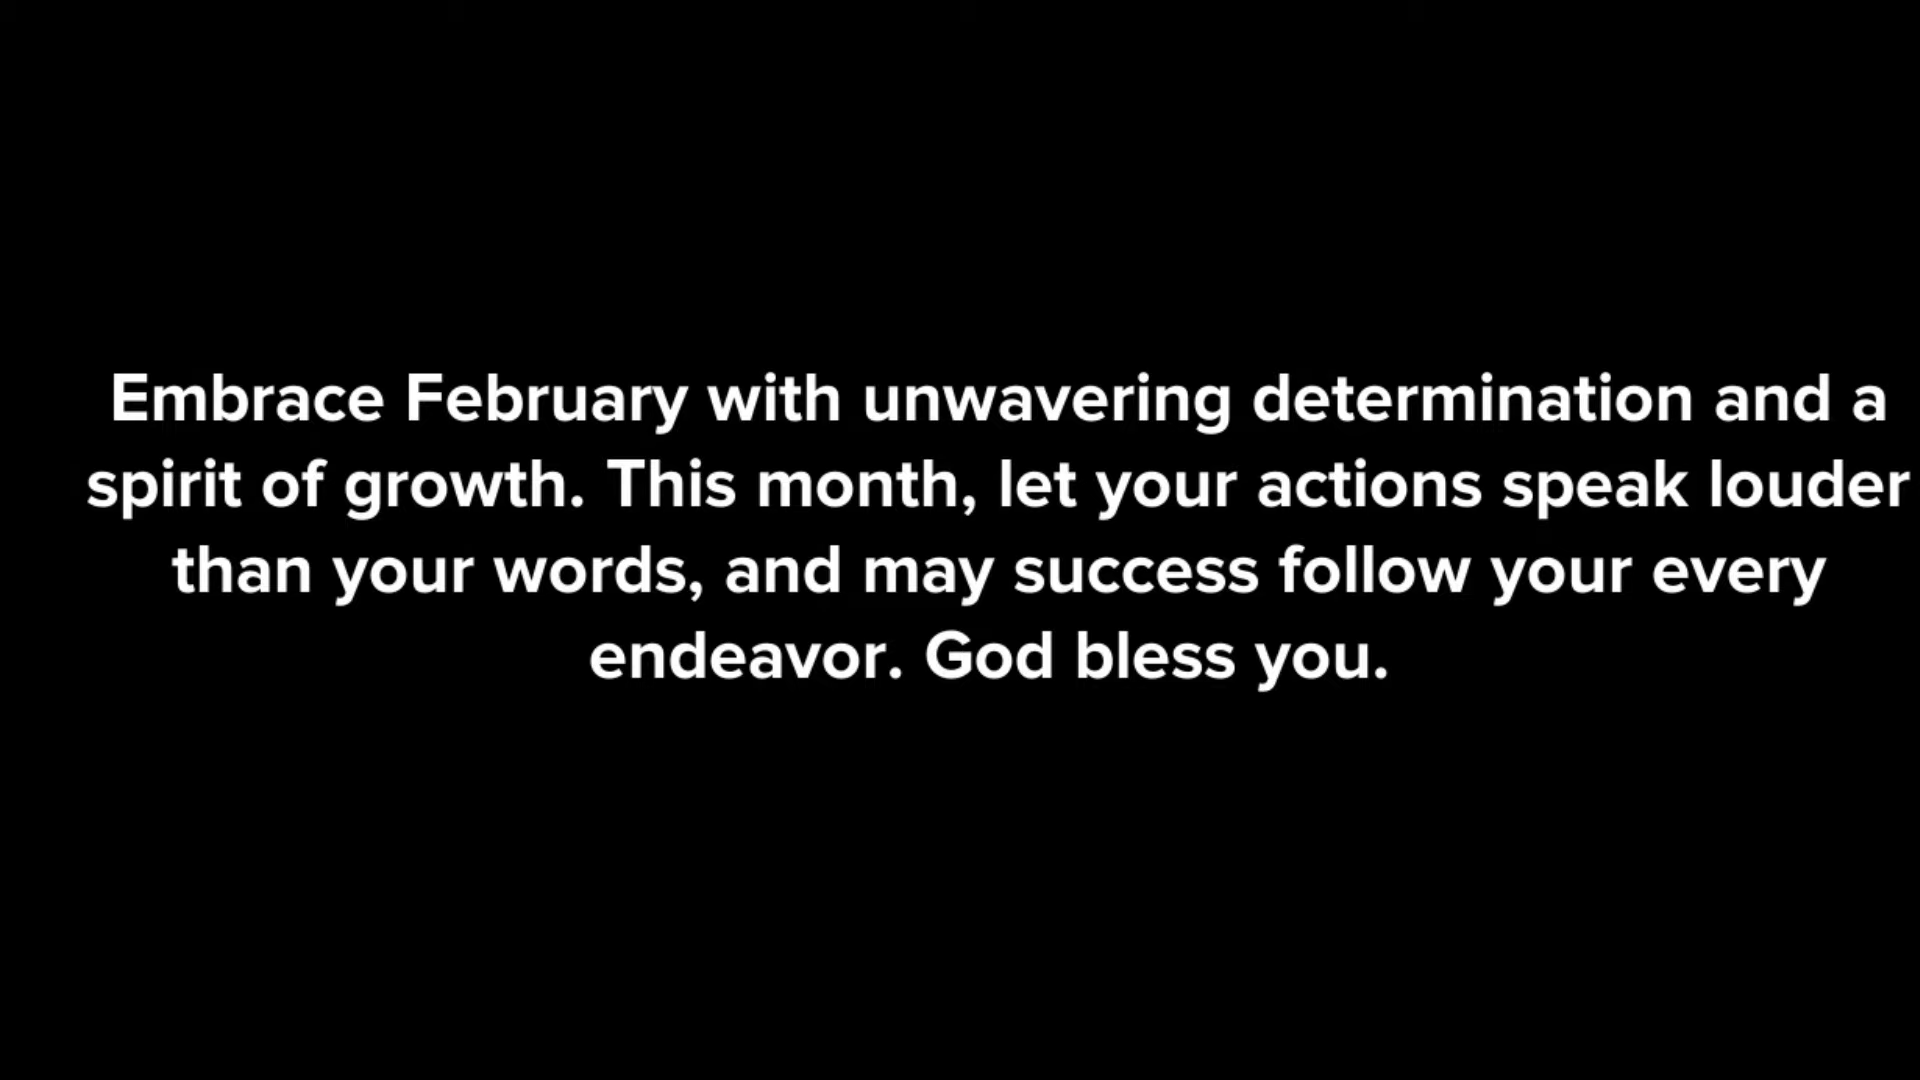 Embrace February with unwavering determination and a
spirit of growth. This month, let your actions speak louder
than your words, and may success follow your every
endeavor. God bless you.